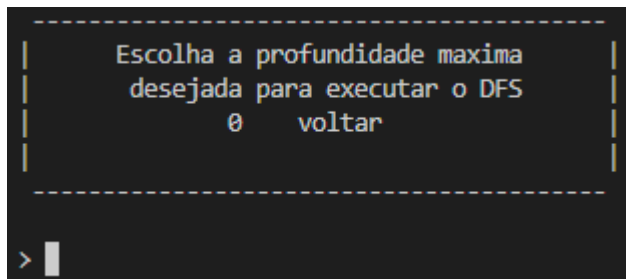 Escolha a profundidade maxima
desejada para executar o DFS
0 voltar
>